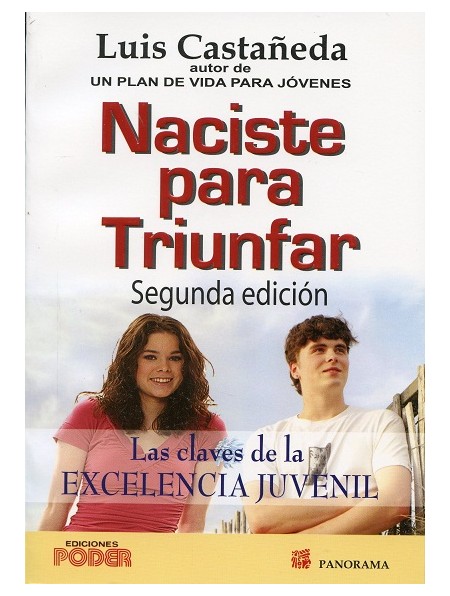 Luis Castañeda
autor de
UN PLAN DE VIDA PARA JÓVENES
Naciste
para
Triunfar
Segunda edición
Las claves de la
EXCELENCIA JUVENIL
EDICIONES
PODER
PANORAMA